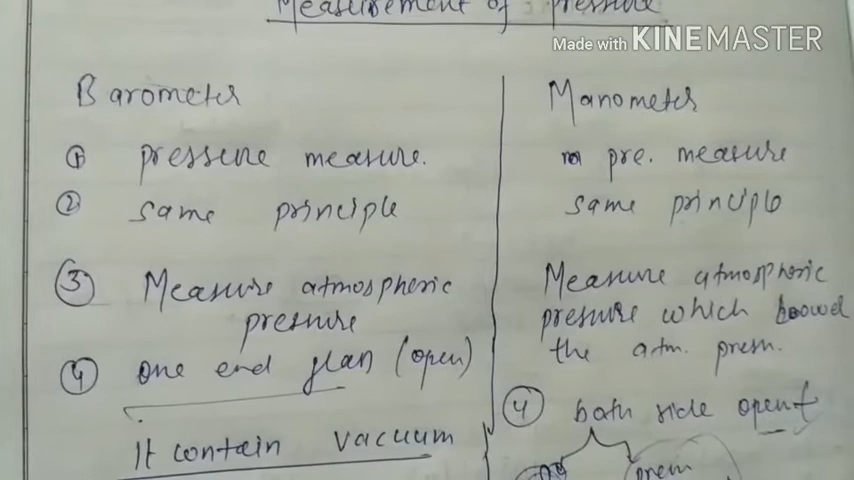 Measurement of pressure
Made with KINEMASTER
Barometer
① pressure measure.
② same principle
③ Measure atmospheric
pressure
④ one end glass (open)
It contain vacuum
Manometer
pre. measure
same principle
Measure atmospheric
pressure which
the atm. press.
④ both side open